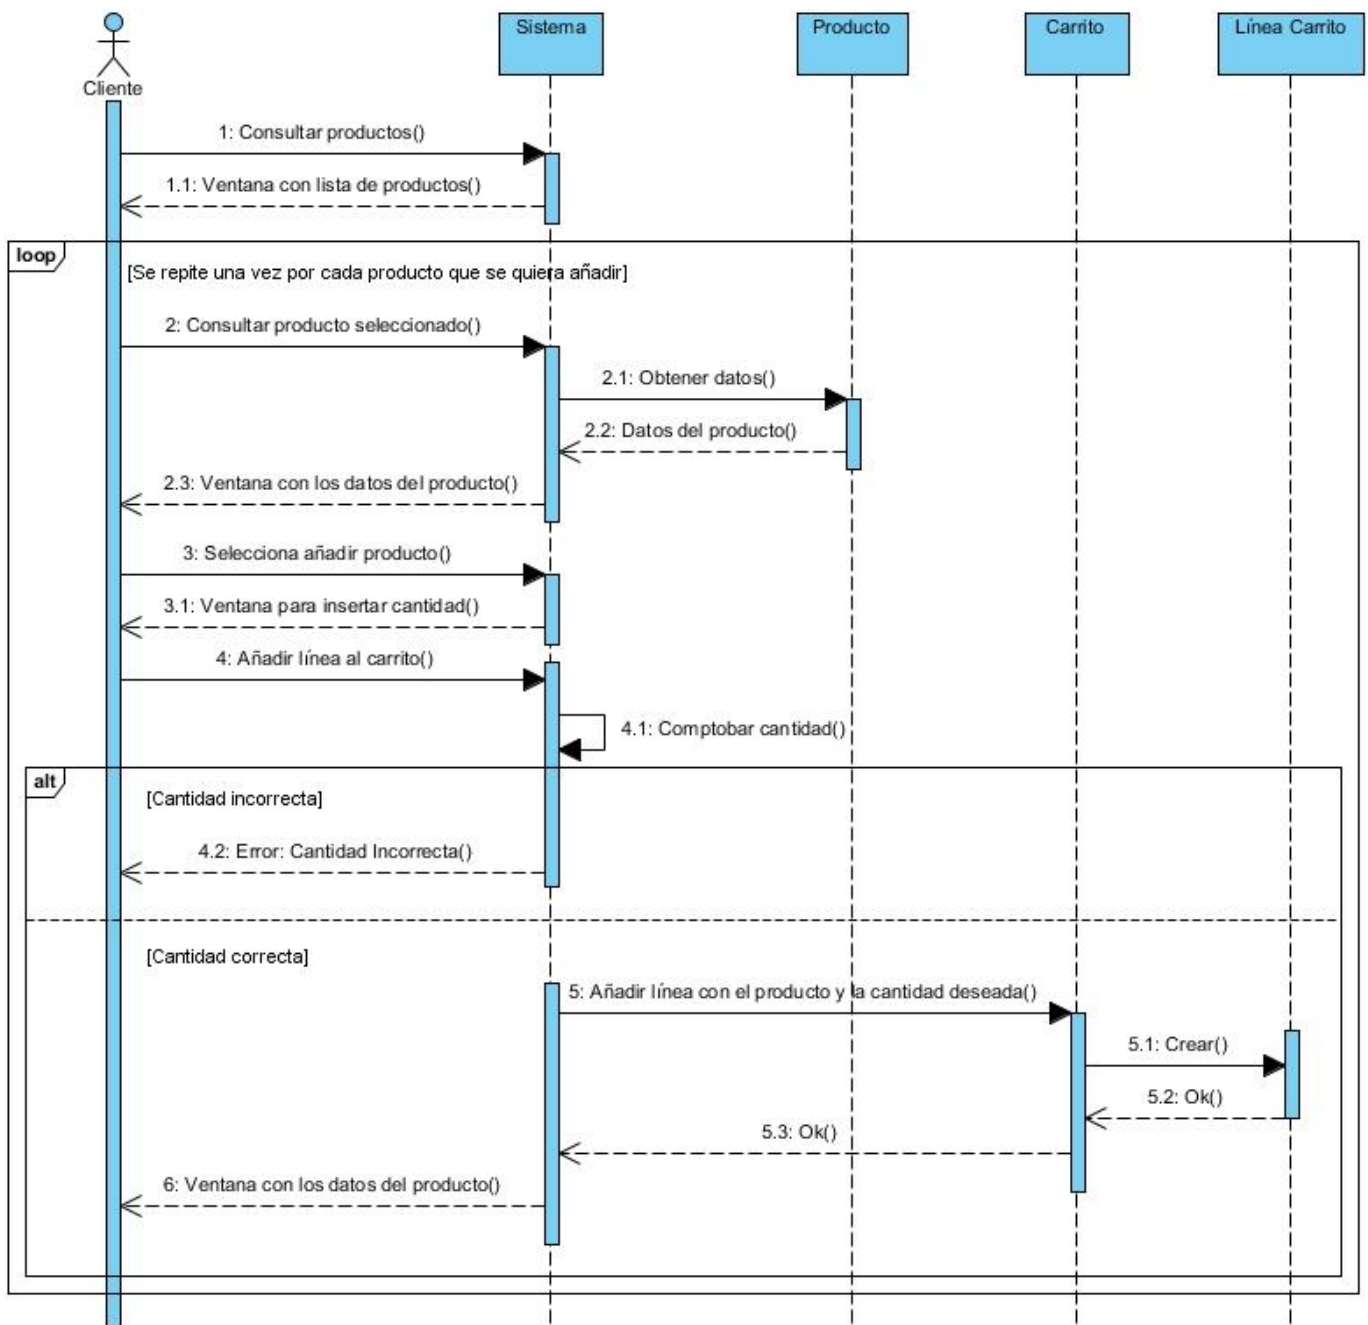 Sistema
Producto
Carrito
Línea Carrito
Cliente
1: Consultar productos()
1.1: Ventana con lista de productos()
loop
[Se repite una vez por cada producto que se quiera añadir]
2: Consultar producto seleccionado()
2.1: Obtener datos()
2.2: Datos del producto()
2.3: Ventana con los datos del producto()
3: Selecciona añadir producto()
3.1: Ventana para insertar cantidad()
4: Añadir línea al carrito()
4.1: Comptobar cantidad()
alt
[Cantidad incorrecta]
4.2: Error: Cantidad Incorrecta()
[Cantidad correcta]
5: Añadir línea con el producto y la cantidad deseada()
5.1: Crear()
5.2: Ok()
5.3: Ok()
6: Ventana con los datos del producto()